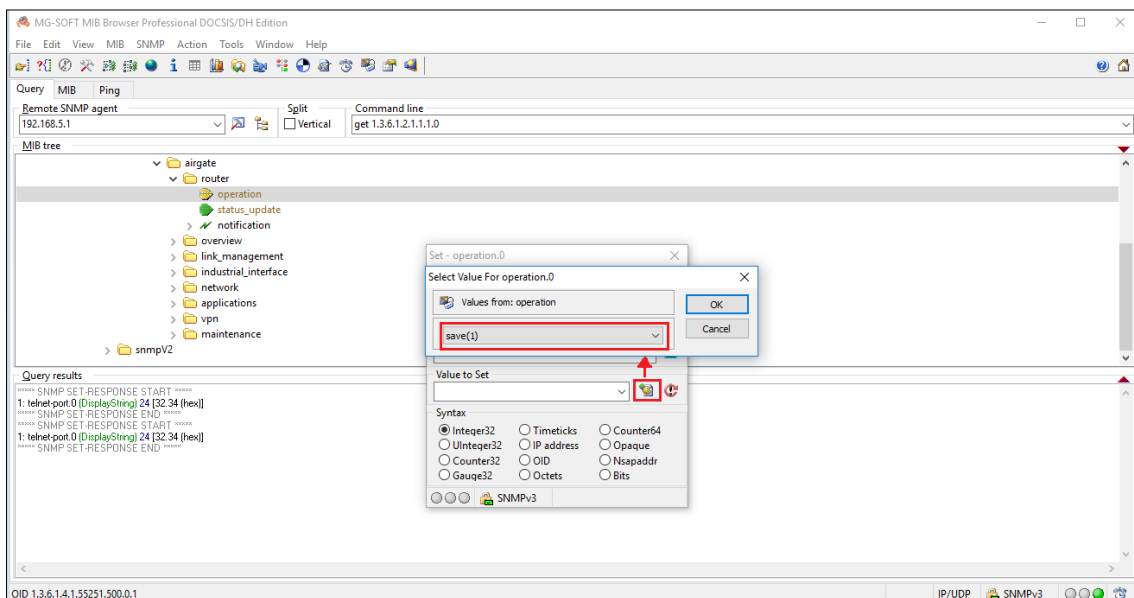 MG-SOFT MIB Browser Professional DOCSIS/DH Edition
File Edit View MIB SNMP Action Tools Window Help
Query MIB Ping
Remote SNMP agent Split Command line
192.168.5.1 Vertical get 1.3.6.1.2.1.1.1.0
MIB tree
airgate
router
operation
status_update
notification
overview
link_management
industrial_interface
network
applications
vpn
maintenance
snmpV2
Set - operation.0
Select Value For operation.0
Values from: operation
OK
save(1)
Cancel
Value to Set
Syntax
Integer32 Timeticks Counter64
UInteger32 IP address Opaque
Counter32 OID Nsapaddr
Gauge32 Octets Bits
SNMPv3
Query results
***** SNMP SET-RESPONSE START *****
1: telnet-port.0 (DisplayString) 24 [32.34 (hex)]
***** SNMP SET-RESPONSE END *****
***** SNMP SET-RESPONSE START *****
1: telnet-port.0 (DisplayString) 24 [32.34 (hex)]
***** SNMP SET-RESPONSE END *****
OID 1.3.6.1.4.1.55251.500.0.1 IP/UDP SNMPv3